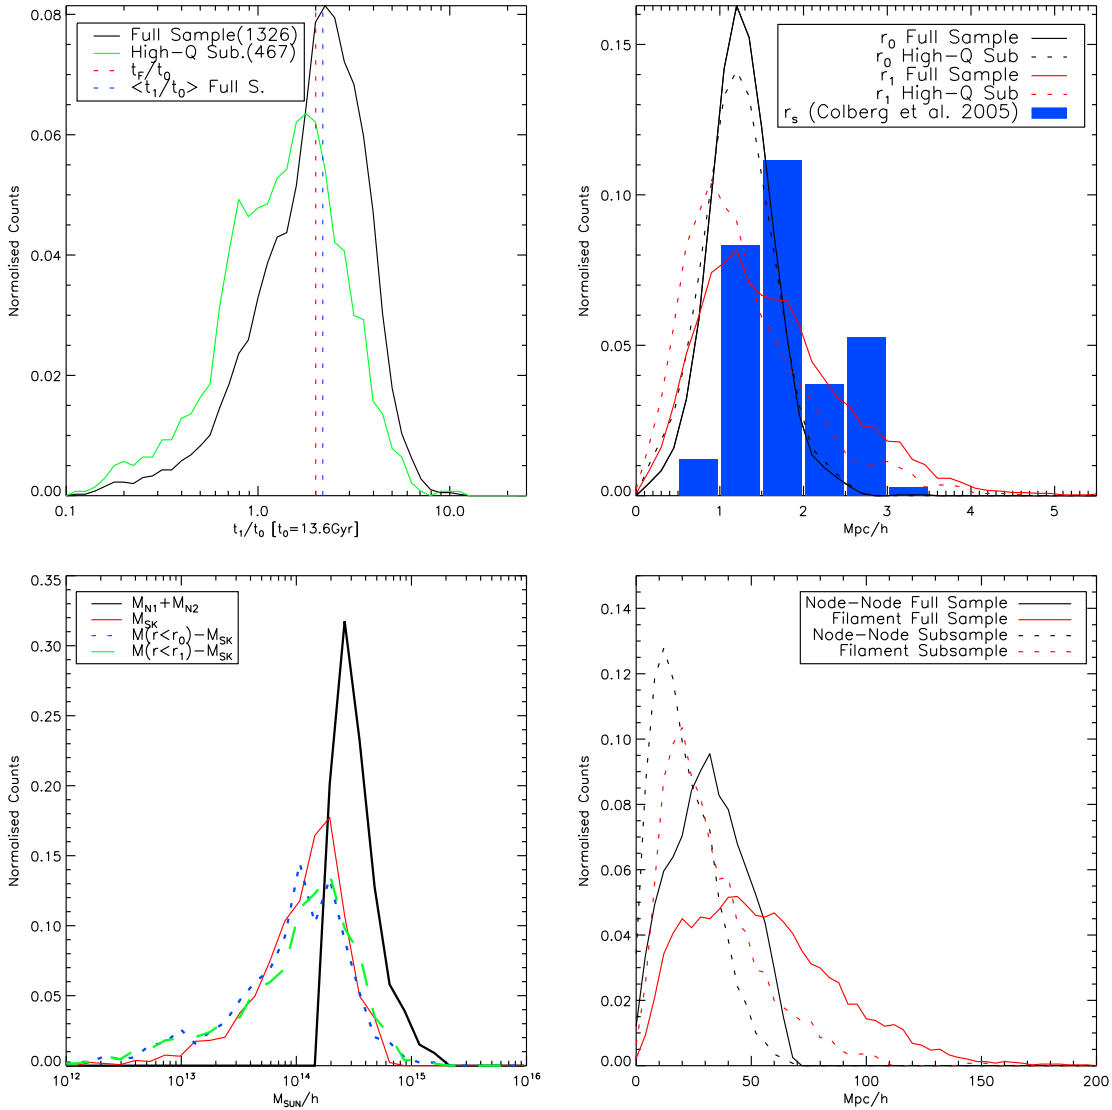 Full Sample(1326)
High-Q Sub.(467)
t_F/t_0
<t_1/t_0> Full S.
Normalised Counts
0.08
0.06
0.04
0.02
0.00
0.1
1.0
10.0
t_1/t_0 [t_0=13.6Gyr]
r_0 Full Sample
r_0 High-Q Sub
r_1 Full Sample
r_1 High-Q Sub
r_s (Colberg et al. 2005)
Normalised Counts
0.15
0.10
0.05
0.00
0
1
2
3
4
5
Mpc/h
M_N1+M_N2
M_SK
M(r<r_0)-M_SK
M(r<r_1)-M_SK
Normalised Counts
0.35
0.30
0.25
0.20
0.15
0.10
0.05
0.00
10^12
10^13
10^14
10^15
10^16
M_SUN/h
Node-Node Full Sample
Filament Full Sample
Node-Node Subsample
Filament Subsample
Normalised Counts
0.14
0.12
0.10
0.08
0.06
0.04
0.02
0.00
0
50
100
150
200
Mpc/h